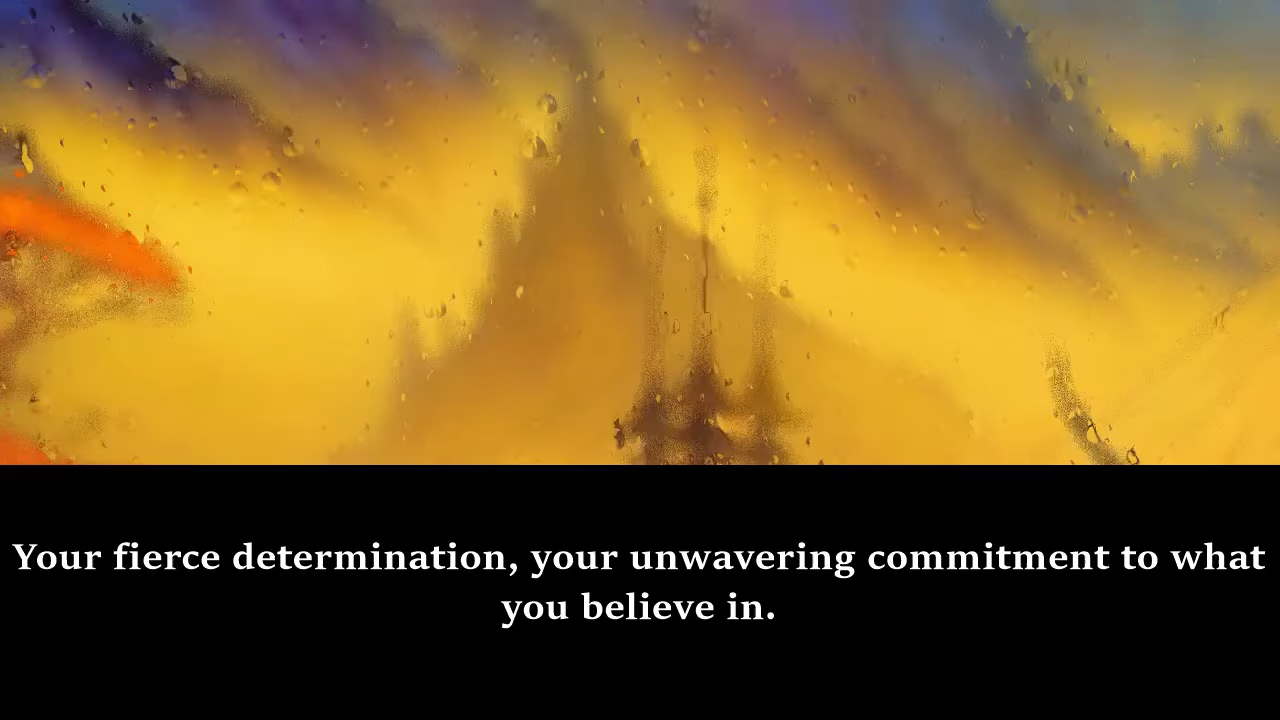 Your fierce determination, your unwavering commitment to what
you believe in.